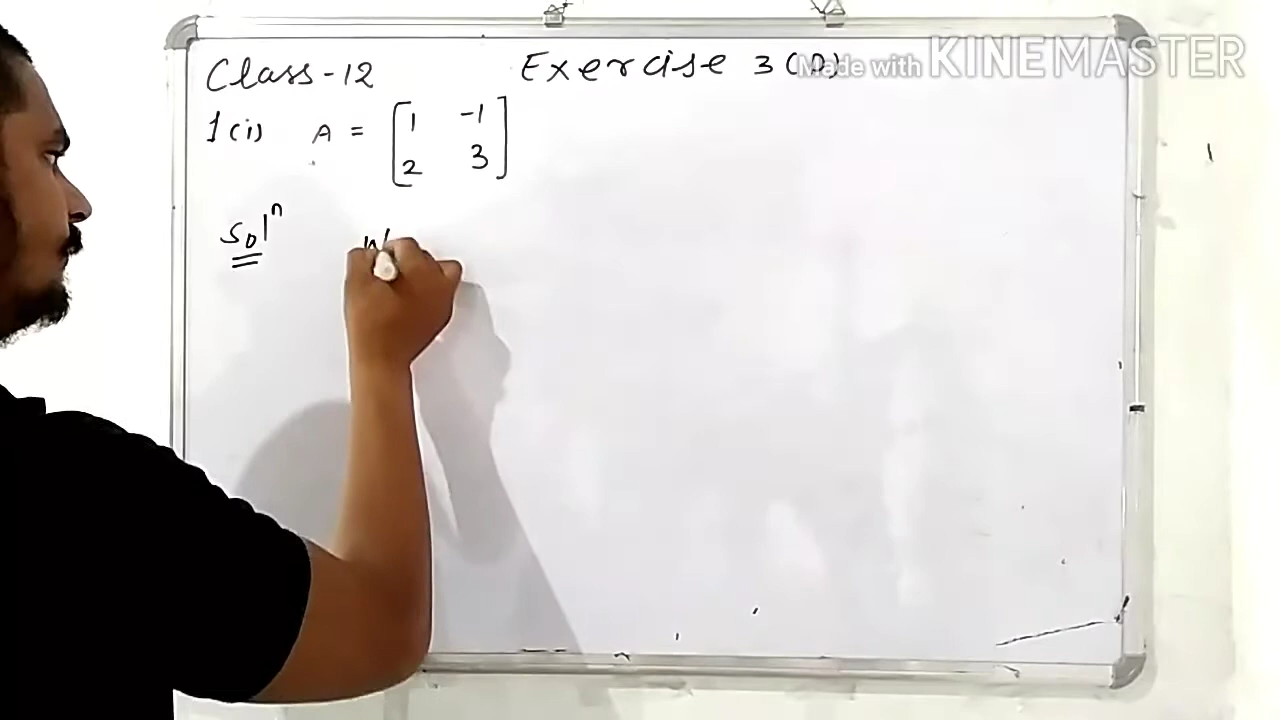 Class-12 Exercise 3(D)
Made with KINEMASTER
1(i) A = [1 -1
2 3]
Solⁿ W